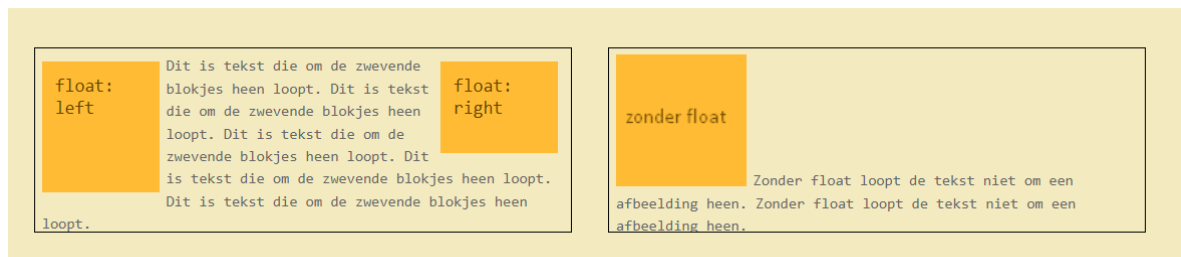 float:
left
Dit is tekst die om de zwevende
blokjes heen loopt. Dit is tekst
die om de zwevende blokjes heen
loopt. Dit is tekst die om de
zwevende blokjes heen loopt. Dit
is tekst die om de zwevende blokjes heen loopt.
Dit is tekst die om de zwevende blokjes heen
loopt.
float:
right
zonder float
Zonder float loopt de tekst niet om een
afbeelding heen. Zonder float loopt de tekst niet om een
afbeelding heen.